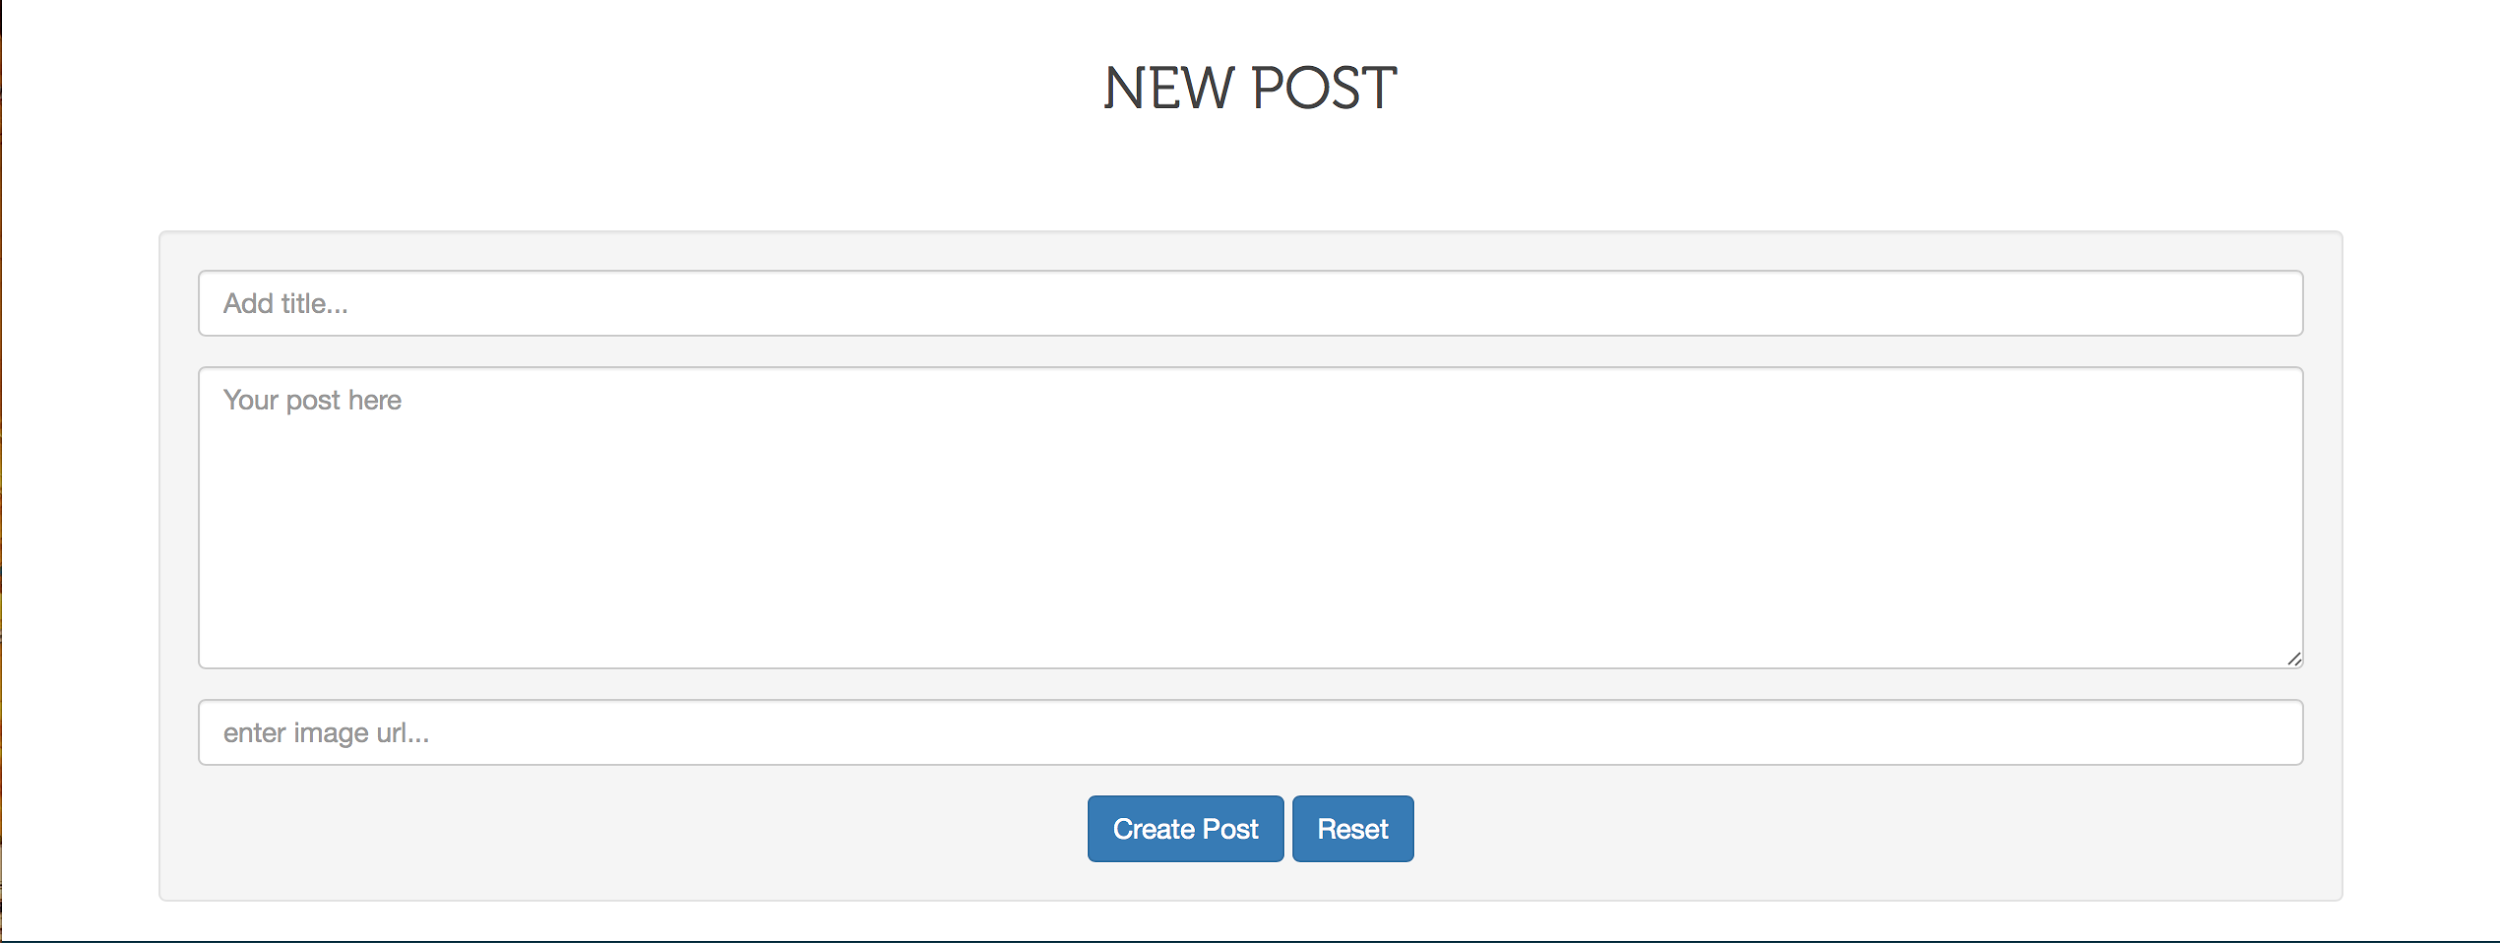 NEW POST
Add title...
Your post here
enter image url...
Create Post Reset